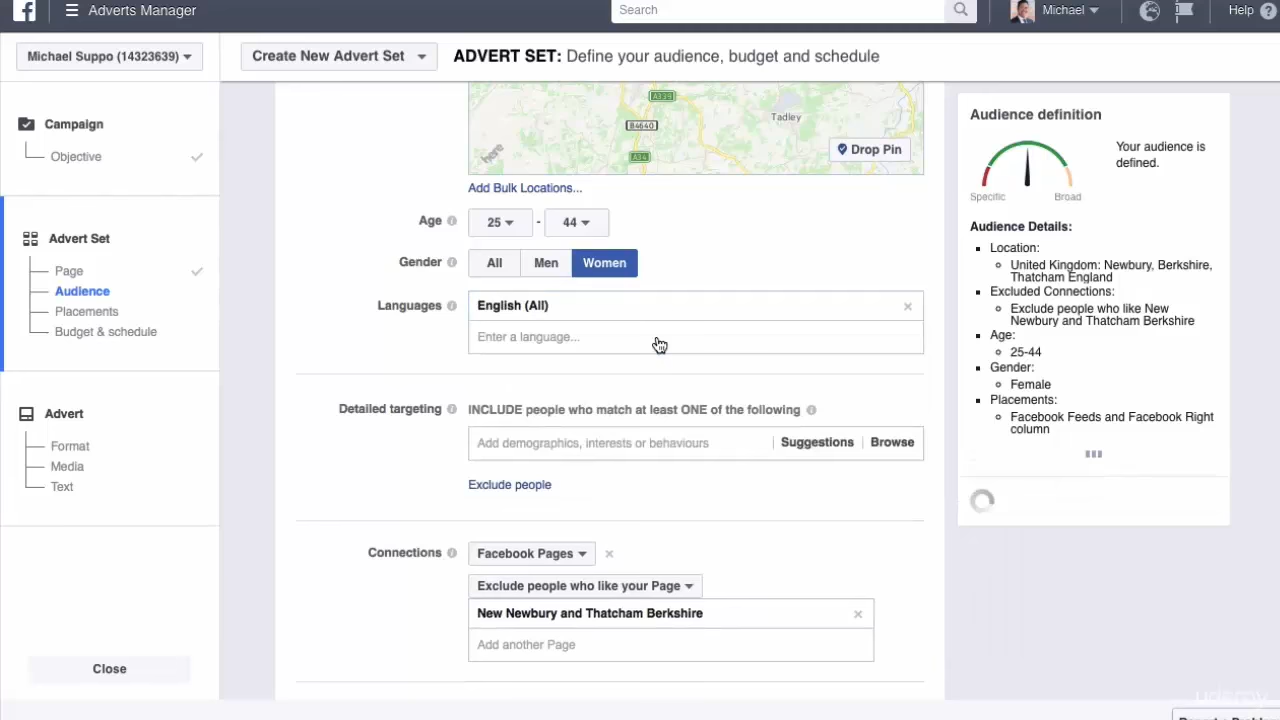 f
Adverts Manager
Search
Michael
Help ?
Michael Suppo (14323639)
Create New Advert Set
ADVERT SET: Define your audience, budget and schedule
Campaign
Objective
Advert Set
Page
Audience
Placements
Budget & schedule
Advert
Format
Media
Text
Close
A339
B4640
Tadley
A34
here
Drop Pin
Add Bulk Locations...
Age i 25 - 44
Gender i All Men Women
Languages i English (All) ×
Enter a language...
Detailed targeting i INCLUDE people who match at least ONE of the following i
Add demographics, interests or behaviours Suggestions Browse
Exclude people
Connections i Facebook Pages ×
Exclude people who like your Page
New Newbury and Thatcham Berkshire ×
Add another Page
Audience definition
Your audience is
defined.
Specific Broad
Audience Details:
Location:
United Kingdom: Newbury, Berkshire,
Thatcham England
Excluded Connections:
Exclude people who like New
Newbury and Thatcham Berkshire
Age:
25-44
Gender:
Female
Placements:
Facebook Feeds and Facebook Right
column